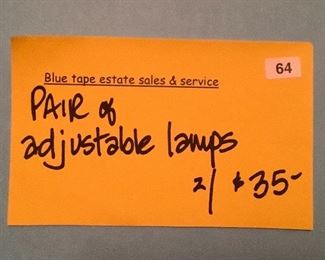 64
Blue tape estate sales & service
PAIR of
adjustable lamps
2/ $35-